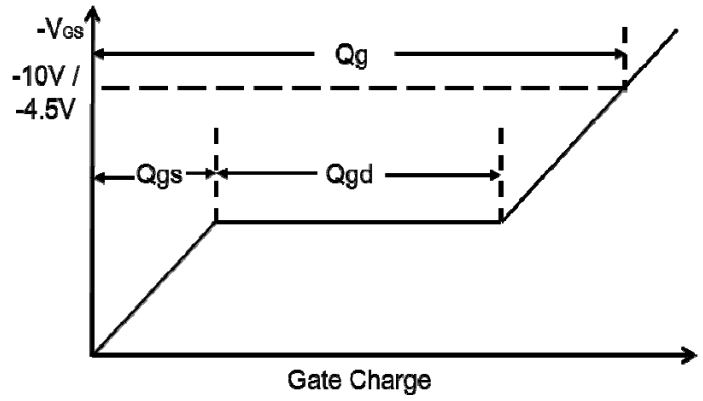 -VGS
Qg
-10V /
-4.5V
Qgs
Qgd
Gate Charge